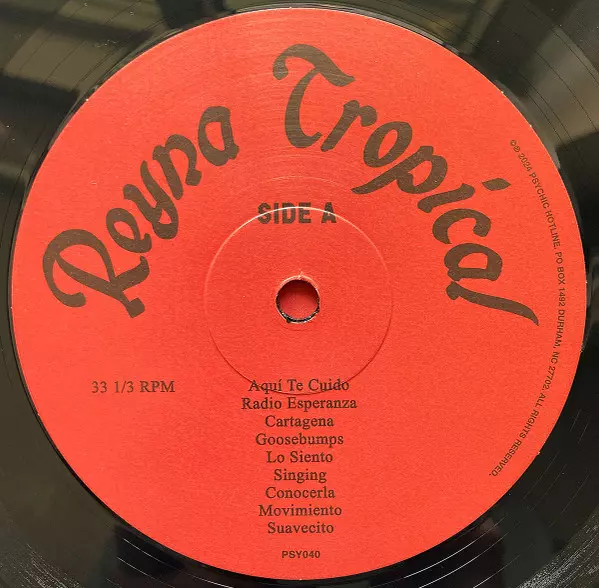 Reyna Tropical
SIDE A
33 1/3 RPM
Aquí Te Cuido
Radio Esperanza
Cartagena
Goosebumps
Lo Siento
Singing
Conocerla
Movimiento
Suavecito
PSY040
©℗ 2024 PSYCHIC HOTLINE, PO BOX 1492 DURHAM, NC 27702. ALL RIGHTS RESERVED.